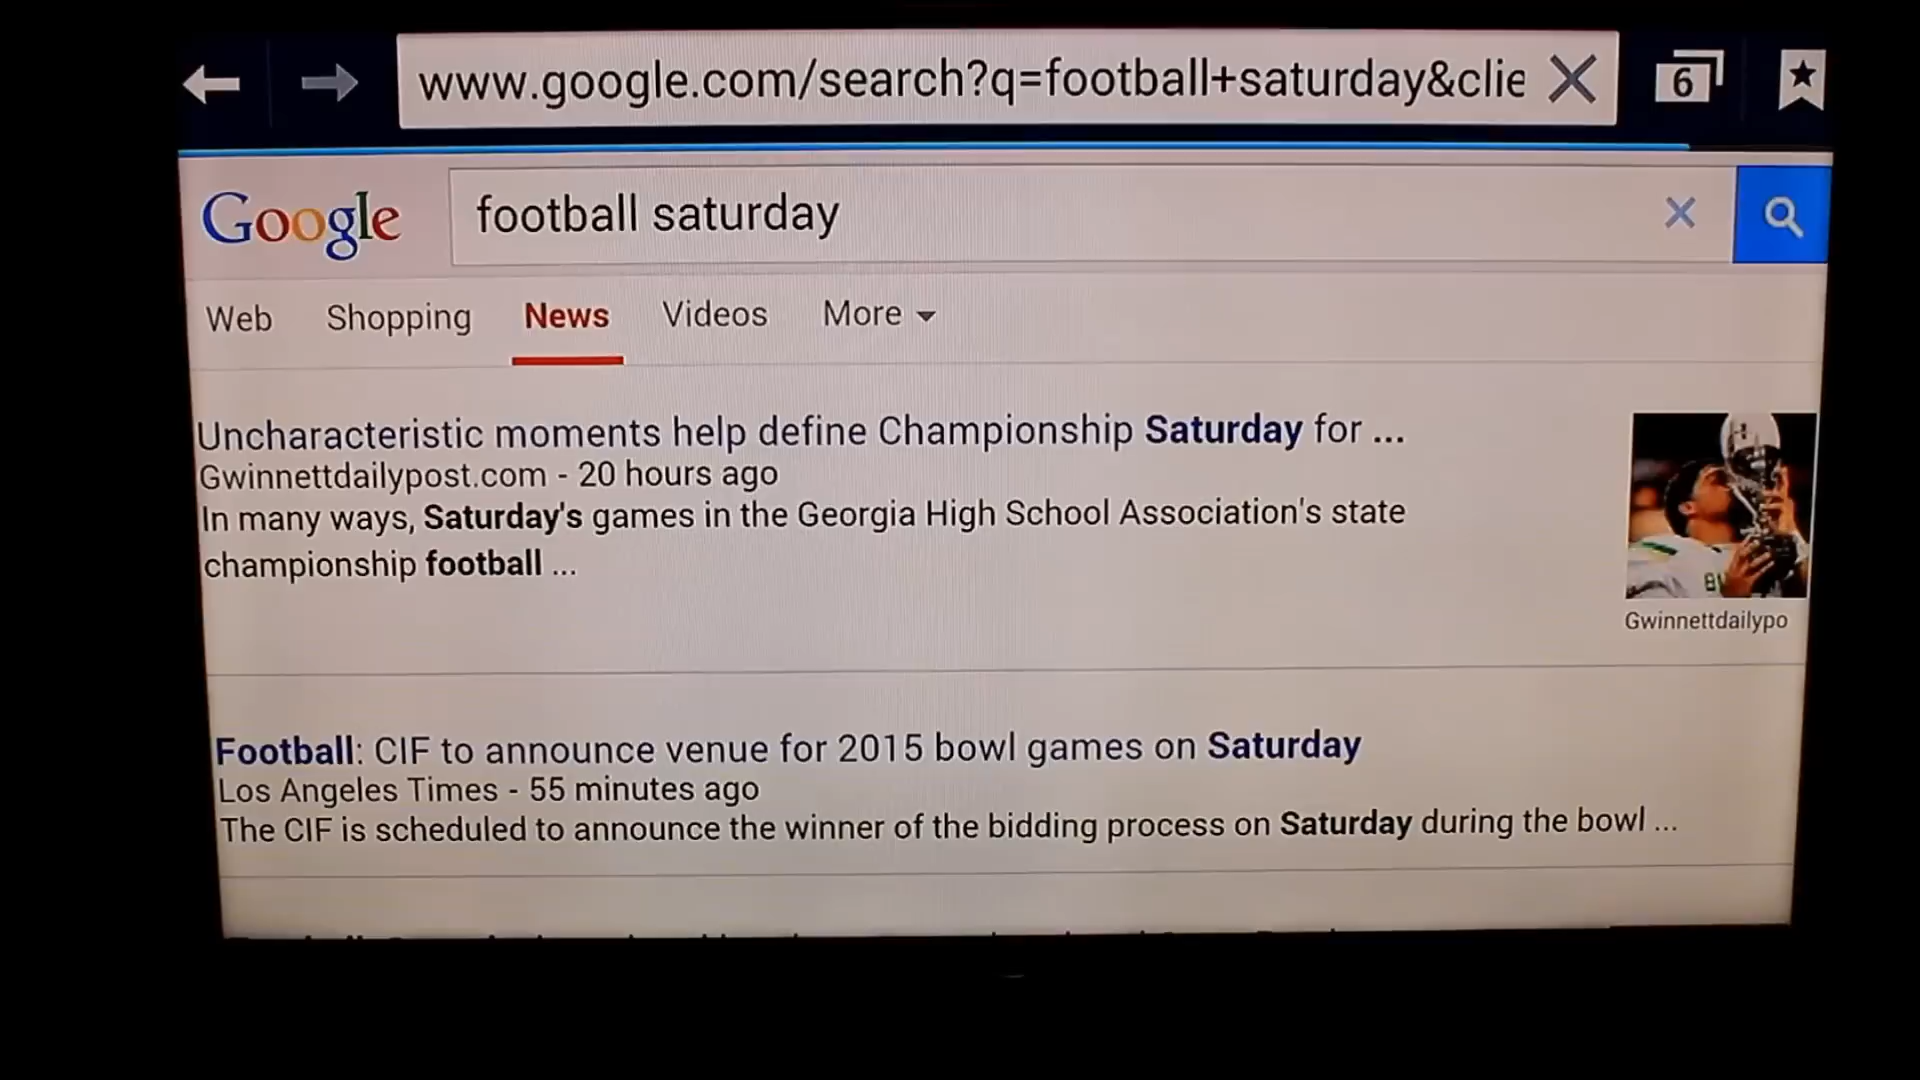 www.google.com/search?q=football+saturday&clie
6
Google
football saturday
Web Shopping News Videos More
Uncharacteristic moments help define Championship Saturday for ...
Gwinnettdailypost.com - 20 hours ago
In many ways, Saturday's games in the Georgia High School Association's state
championship football ...
Gwinnettdailypo
Football: CIF to announce venue for 2015 bowl games on Saturday
Los Angeles Times - 55 minutes ago
The CIF is scheduled to announce the winner of the bidding process on Saturday during the bowl ...